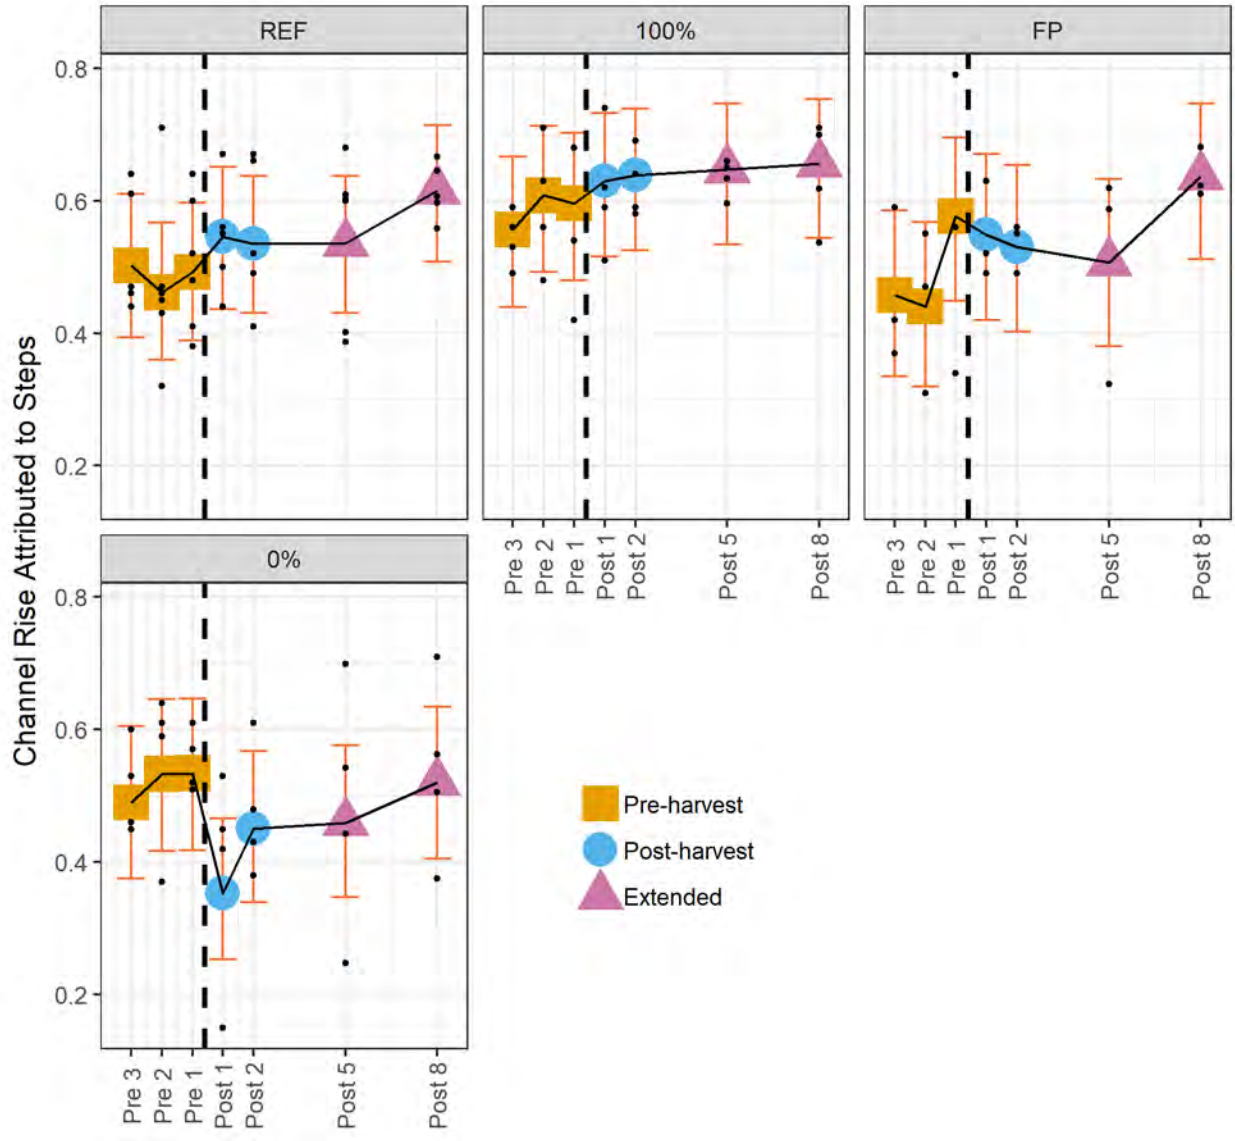 REF
100%
FP
Channel Rise Attributed to Steps
0.8
0.6
0.4
0.2
Pre 3
Pre 2
Pre 1
Post 1
Post 2
Post 5
Post 8
Pre 3
Pre 2
Pre 1
Post 1
Post 2
Post 5
Post 8
0%
0.8
0.6
0.4
0.2
Pre 3
Pre 2
Pre 1
Post 1
Post 2
Post 5
Post 8
Pre-harvest
Post-harvest
Extended